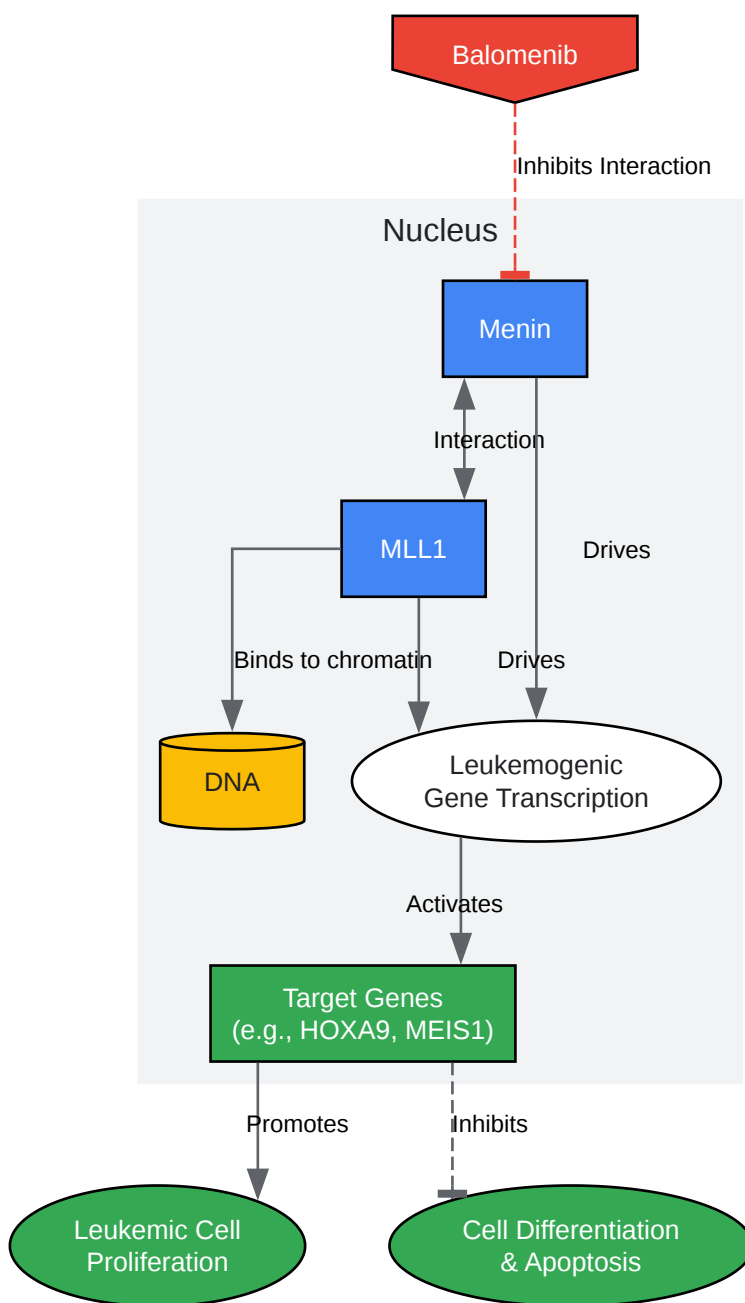 Balomenib
Inhibits Interaction
Nucleus
Menin
Interaction
MLL1
Drives
Binds to chromatin
Drives
DNA
Leukemogenic
Gene Transcription
Activates
Target Genes
(e.g., HOXA9, MEIS1)
Promotes
Inhibits
Leukemic Cell
Proliferation
Cell Differentiation
& Apoptosis